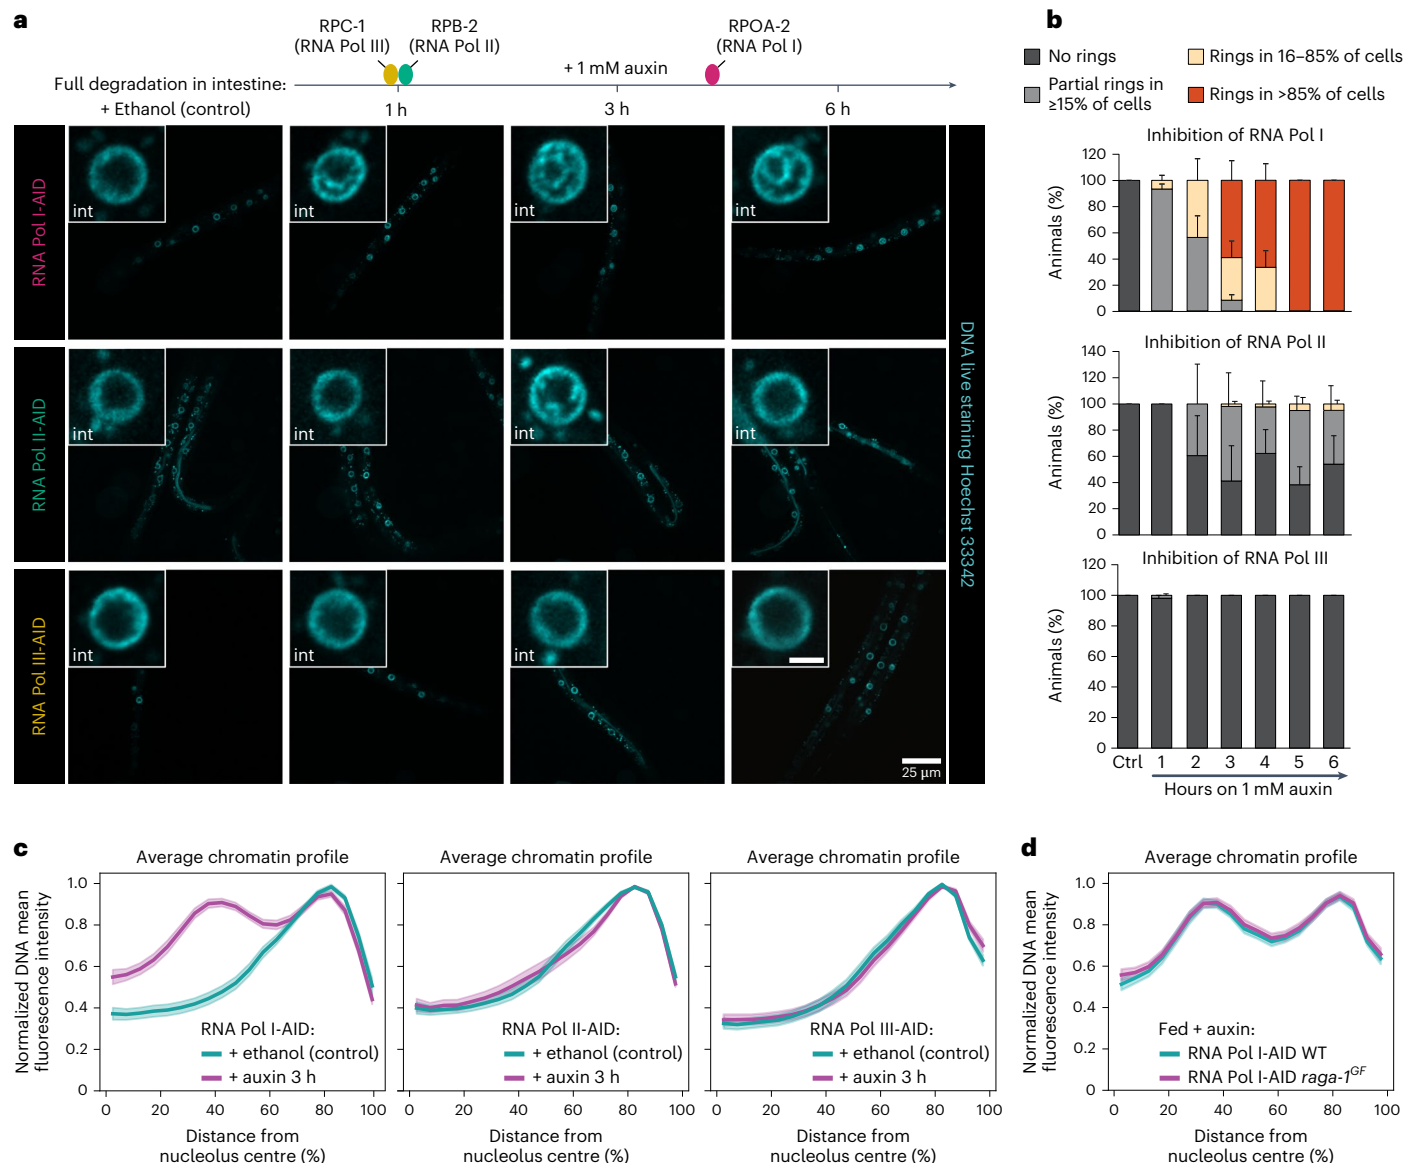 a
RPC-1
(RNA Pol III)
RPB-2
(RNA Pol II)
RPOA-2
(RNA Pol I)
+ 1 mM auxin
Full degradation in intestine:
+ Ethanol (control)
1 h
3 h
6 h
RNA Pol I-AID
int
int
int
int
RNA Pol II-AID
int
int
int
int
RNA Pol III-AID
int
int
int
int
25 µm
DNA live staining Hoechst 33342
b
No rings
Partial rings in
≥15% of cells
Rings in 16–85% of cells
Rings in >85% of cells
Inhibition of RNA Pol I
Animals (%)
120
100
80
60
40
20
0
Inhibition of RNA Pol II
Animals (%)
140
120
100
80
60
40
20
0
Inhibition of RNA Pol III
Animals (%)
120
100
80
60
40
20
0
Ctrl 1 2 3 4 5 6
Hours on 1 mM auxin
c
Average chromatin profile
Normalized DNA mean
fluorescence intensity
1.0
0.8
0.6
0.4
0.2
0
RNA Pol I-AID:
+ ethanol (control)
+ auxin 3 h
0 20 40 60 80 100
Distance from
nucleolus centre (%)
Average chromatin profile
RNA Pol II-AID:
+ ethanol (control)
+ auxin 3 h
0 20 40 60 80 100
Distance from
nucleolus centre (%)
Average chromatin profile
RNA Pol III-AID:
+ ethanol (control)
+ auxin 3 h
0 20 40 60 80 100
Distance from
nucleolus centre (%)
d
Average chromatin profile
Normalized DNA mean
fluorescence intensity
1.0
0.8
0.6
0.4
0.2
0
Fed + auxin:
RNA Pol I-AID WT
RNA Pol I-AID raga-1GF
0 20 40 60 80 100
Distance from
nucleolus centre (%)